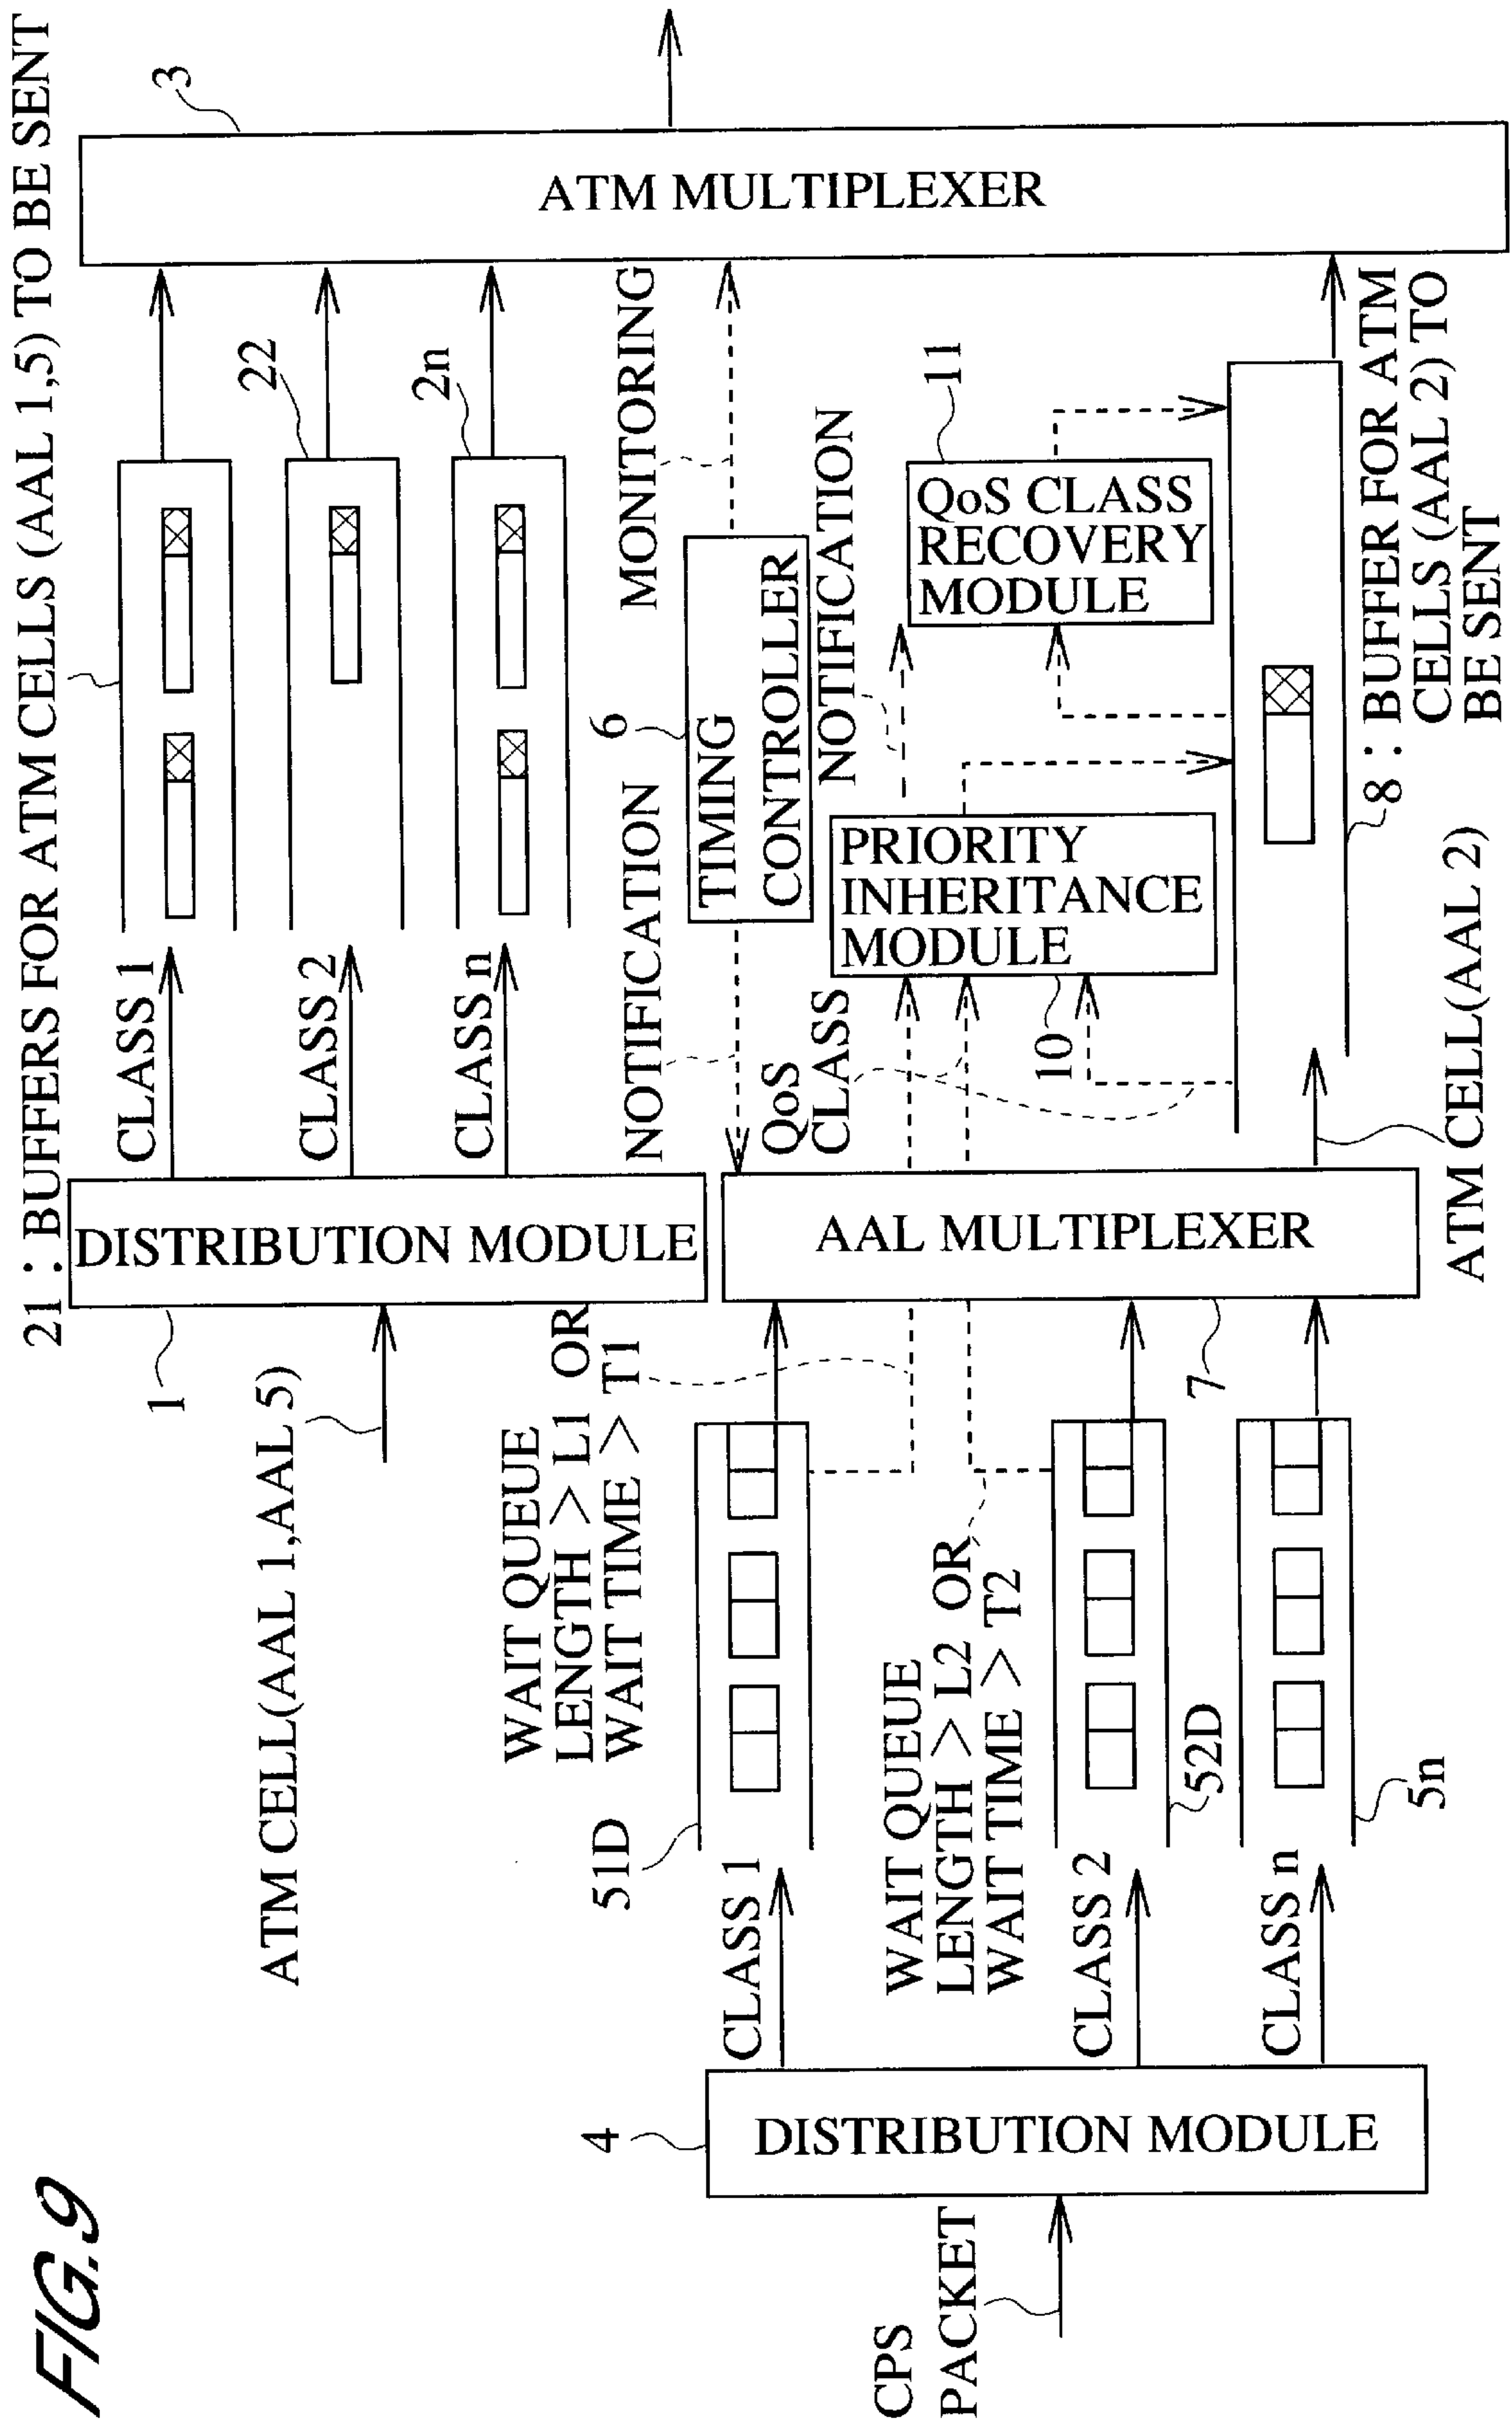 FIG.9
21 : BUFFERS FOR ATM CELLS (AAL 1,5) TO BE SENT
3
ATM MULTIPLEXER
22
2n
CLASS 1
CLASS 2
CLASS n
DISTRIBUTION MODULE
1
ATM CELL(AAL 1,AAL 5)
MONITORING
6
TIMING
CONTROLLER
NOTIFICATION
NOTIFICATION
11
QoS CLASS
RECOVERY
MODULE
PRIORITY
INHERITANCE
MODULE
10
QoS
CLASS
8 : BUFFER FOR ATM
CELLS (AAL 2) TO
BE SENT
ATM CELL(AAL 2)
AAL MULTIPLEXER
7
WAIT QUEUE
LENGTH > L1 OR
WAIT TIME > T1
51D
WAIT QUEUE
LENGTH > L2 OR
WAIT TIME > T2
52D
5n
CLASS 1
CLASS 2
CLASS n
4
DISTRIBUTION MODULE
CPS
PACKET